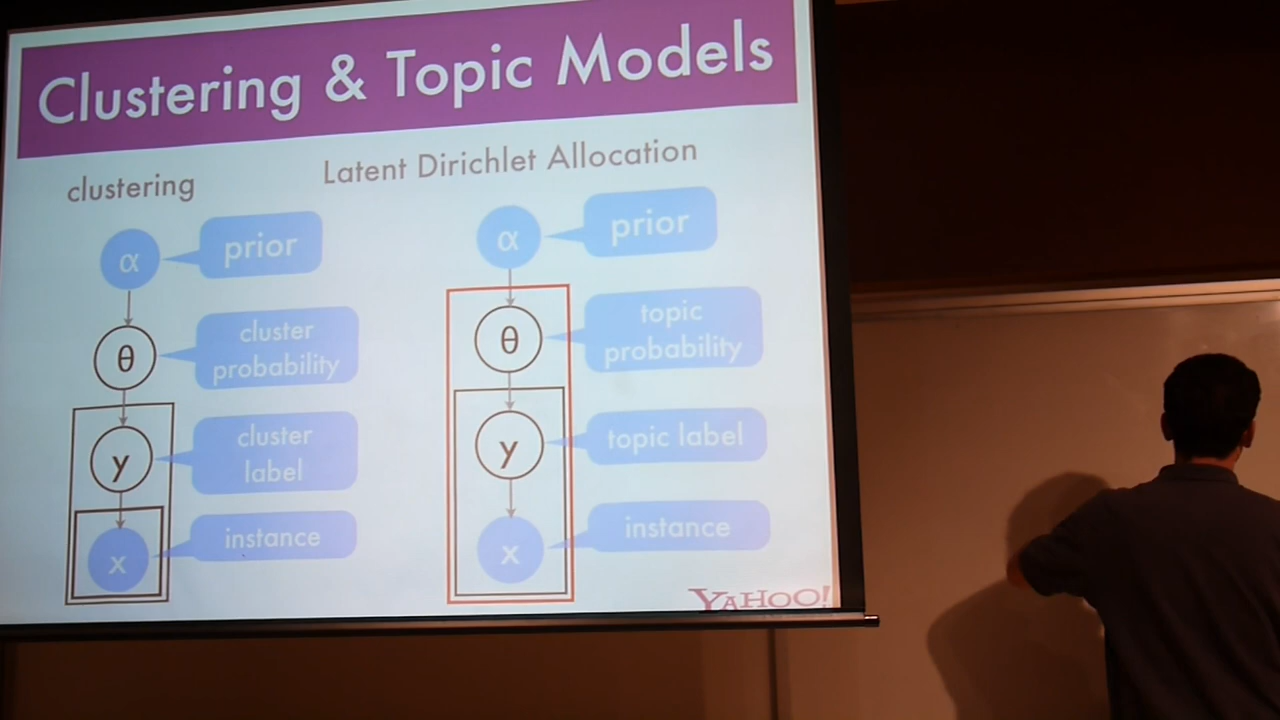 Clustering & Topic Models
clustering
α
prior
θ
cluster
probability
y
cluster
label
x
instance
Latent Dirichlet Allocation
α
prior
θ
topic
probability
y
topic label
x
instance
YAHOO!